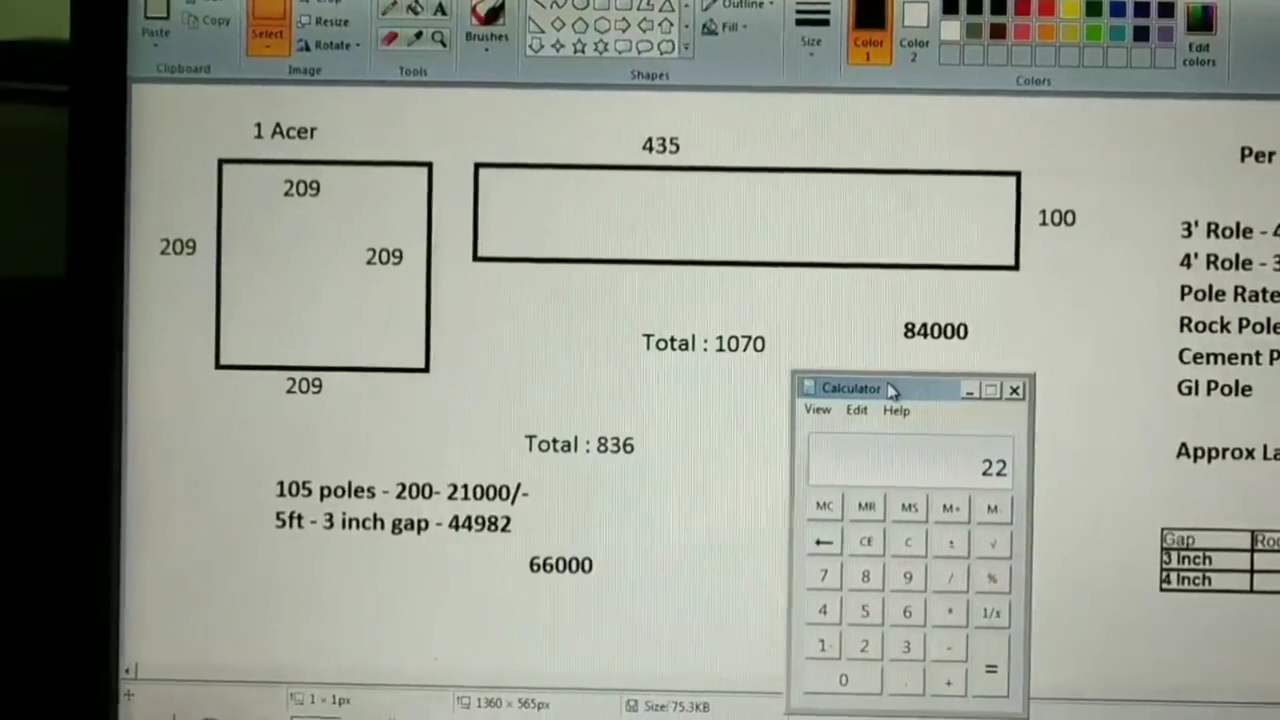 Paste
Copy
Clipboard
Select
Resize
Rotate
Image
A
Tools
Brushes
Outline
Fill
Shapes
Size
Color 1
Color 2
Edit colors
Colors
1 Acer
209
209
209
209
435
100
Total : 1070
84000
Total : 836
105 poles - 200- 21000/-
5ft - 3 inch gap - 44982
66000
Per
3' Role - 4
4' Role - 3
Pole Rate
Rock Pole
Cement P
GI Pole
Approx La
Gap
3 Inch
4 Inch
Calculator
View Edit Help
22
MC MR MS M+ M-
← CE C ± √
7 8 9 / %
4 5 6 * 1/x
1 2 3 - =
0 . +
1 × 1px
1360 × 565px
Size: 75.3KB